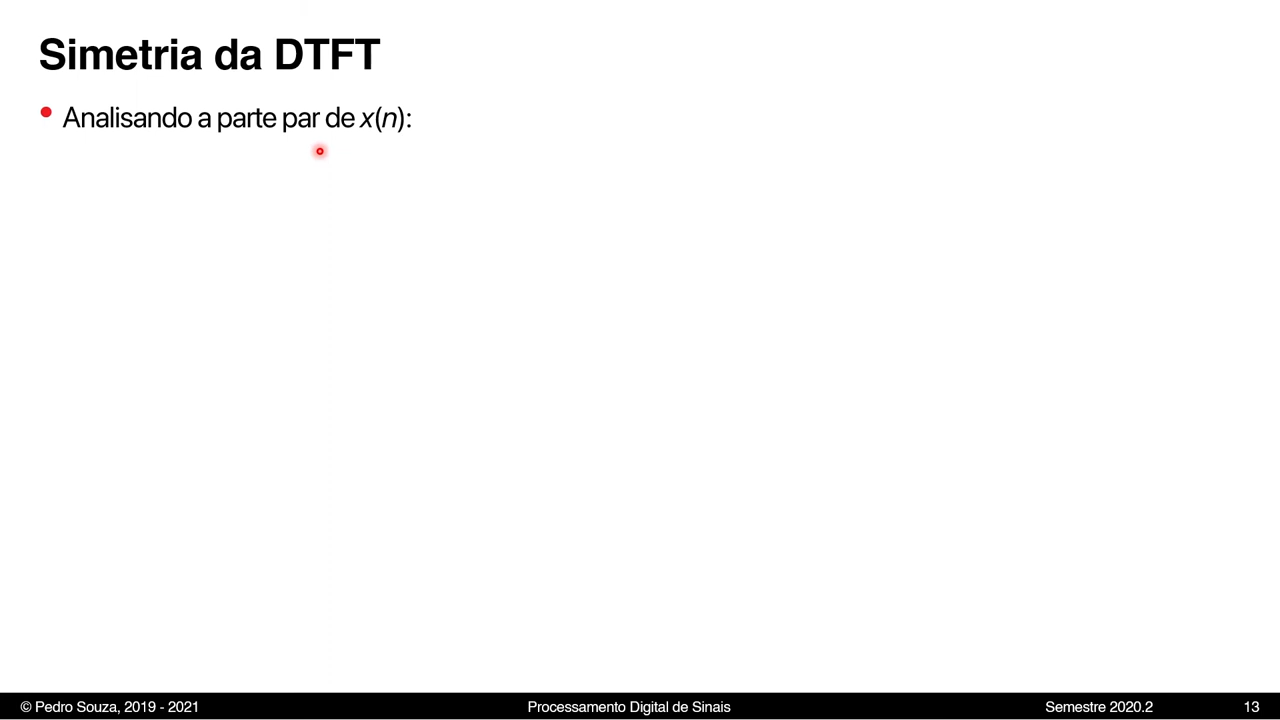 Simetria da DTFT
• Analisando a parte par de x(n):
© Pedro Souza, 2019 - 2021 Processamento Digital de Sinais Semestre 2020.2 13